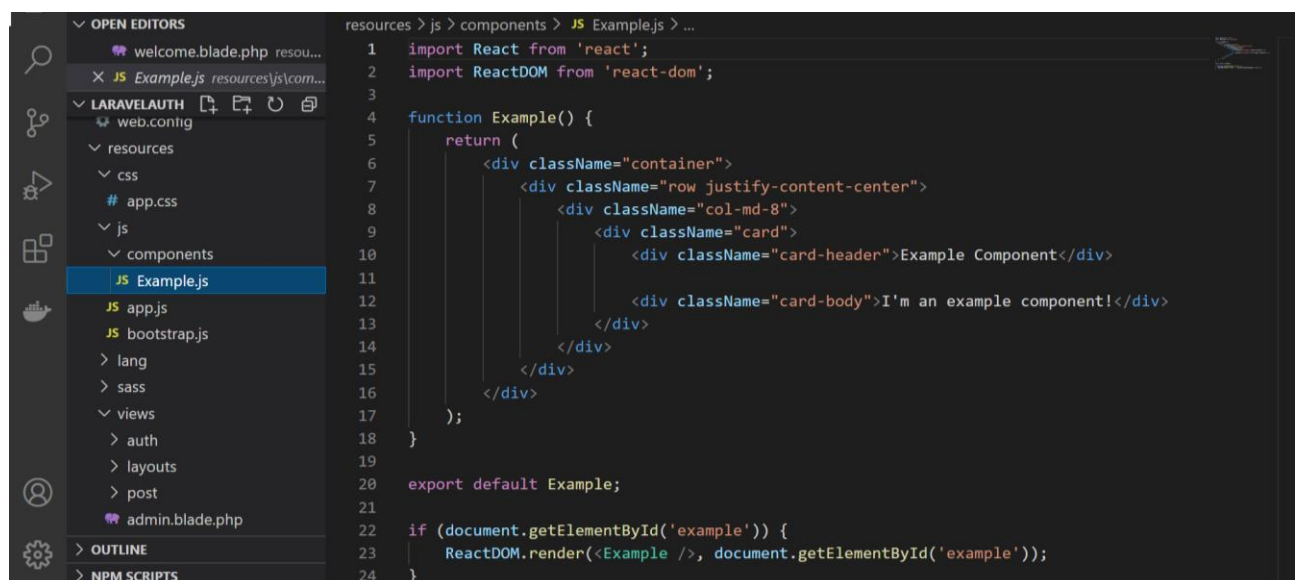 OPEN EDITORS
welcome.blade.php resou...
JS Example.js resources\js\com...
LARAVELAUTH
web.config
resources
css
# app.css
js
components
JS Example.js
JS app.js
JS bootstrap.js
lang
sass
views
auth
layouts
post
admin.blade.php
OUTLINE
NPM SCRIPTS
resources > js > components > JS Example.js > ...
1 import React from 'react';
2 import ReactDOM from 'react-dom';
3
4 function Example() {
5     return (
6         <div className="container">
7             <div className="row justify-content-center">
8                 <div className="col-md-8">
9                     <div className="card">
10                         <div className="card-header">Example Component</div>
11
12                         <div className="card-body">I'm an example component!</div>
13                     </div>
14                 </div>
15             </div>
16         </div>
17     );
18 }
19
20 export default Example;
21
22 if (document.getElementById('example')) {
23     ReactDOM.render(<Example />, document.getElementById('example'));
24 }